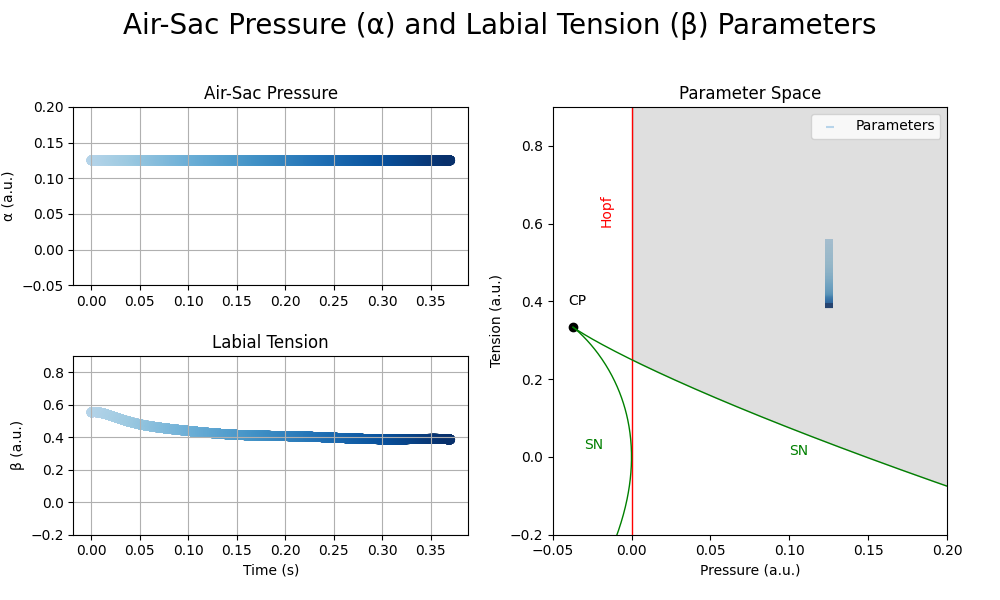 Air-Sac Pressure (α) and Labial Tension (β) Parameters
Air-Sac Pressure
α (a.u.)
0.20
0.15
0.10
0.05
0.00
−0.05
0.00 0.05 0.10 0.15 0.20 0.25 0.30 0.35
Labial Tension
β (a.u.)
0.8
0.6
0.4
0.2
0.0
−0.2
0.00 0.05 0.10 0.15 0.20 0.25 0.30 0.35
Time (s)
Parameter Space
Parameters
Tension (a.u.)
0.8
0.6
0.4
0.2
0.0
−0.2
Hopf
CP
SN
SN
−0.05 0.00 0.05 0.10 0.15 0.20
Pressure (a.u.)